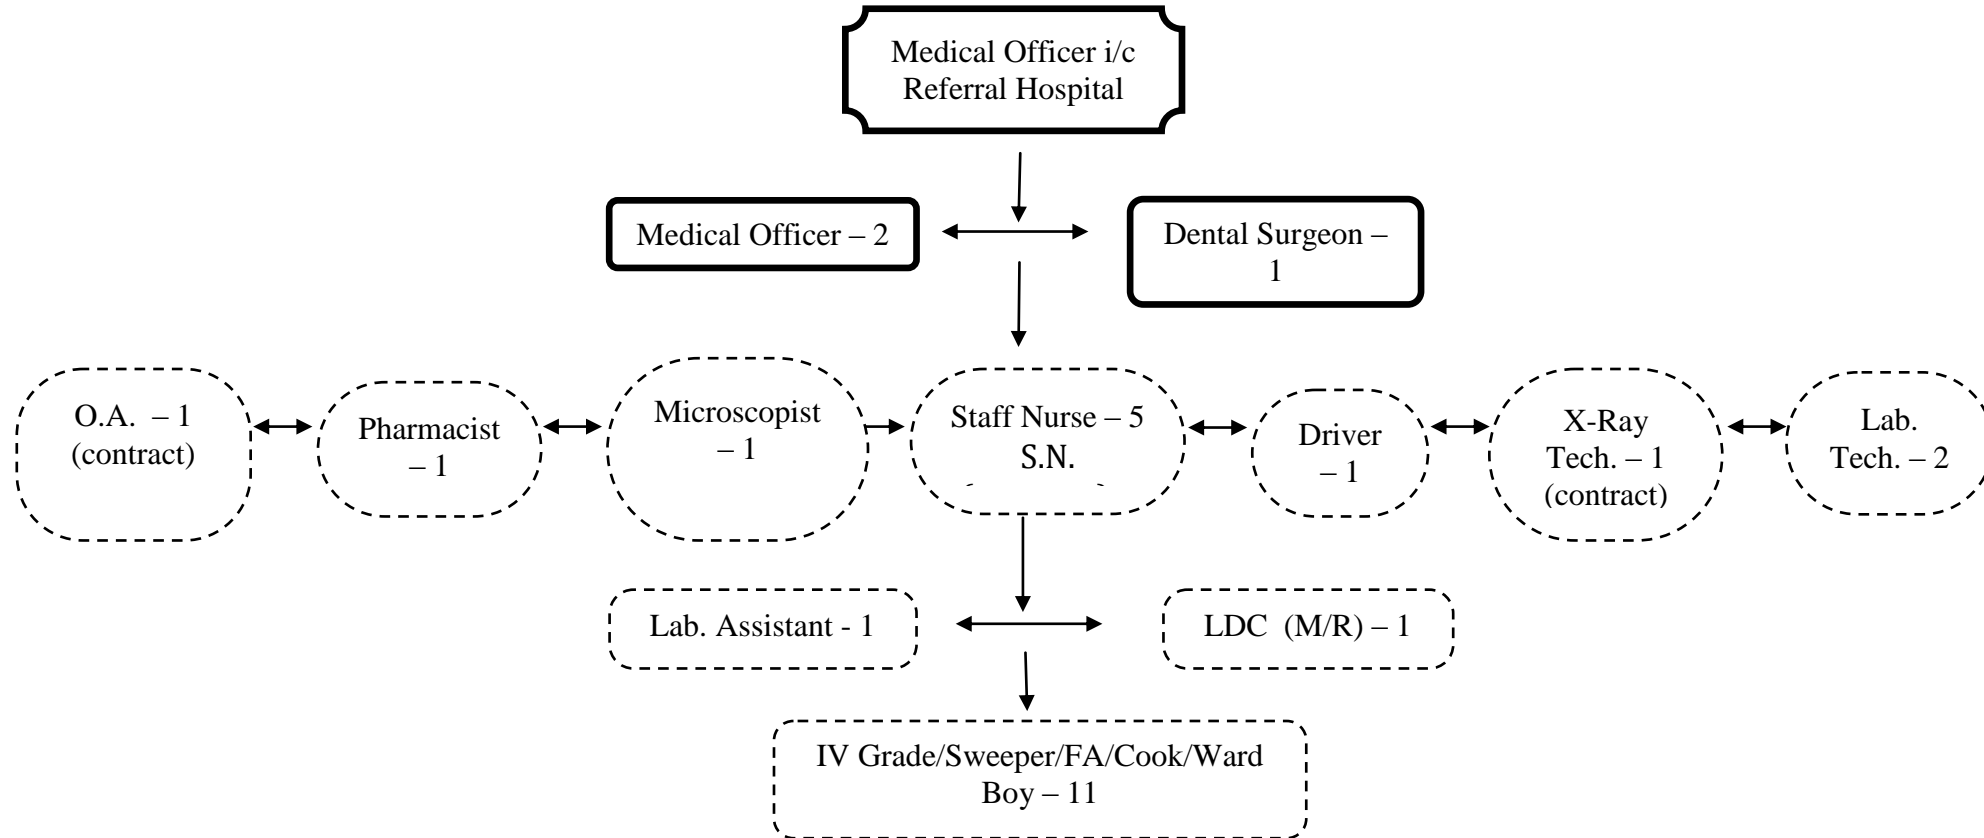 Medical Officer i/c
Referral Hospital
Medical Officer – 2
Dental Surgeon –
1
O.A. – 1
(contract)
Pharmacist
– 1
Microscopist
– 1
Staff Nurse – 5
S.N.
Driver
– 1
X-Ray
Tech. – 1
(contract)
Lab.
Tech. – 2
Lab. Assistant - 1
LDC (M/R) – 1
IV Grade/Sweeper/FA/Cook/Ward
Boy – 11